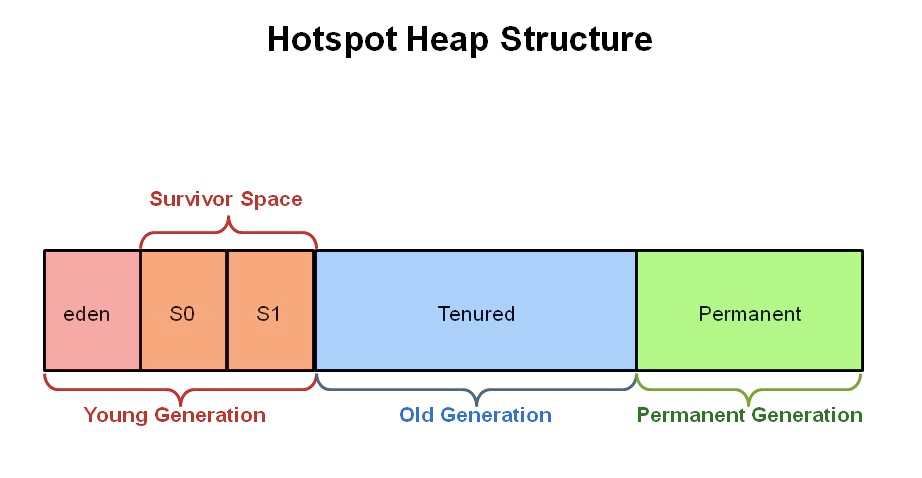 Hotspot Heap Structure
Survivor Space
eden
S0
S1
Tenured
Permanent
Young Generation
Old Generation
Permanent Generation